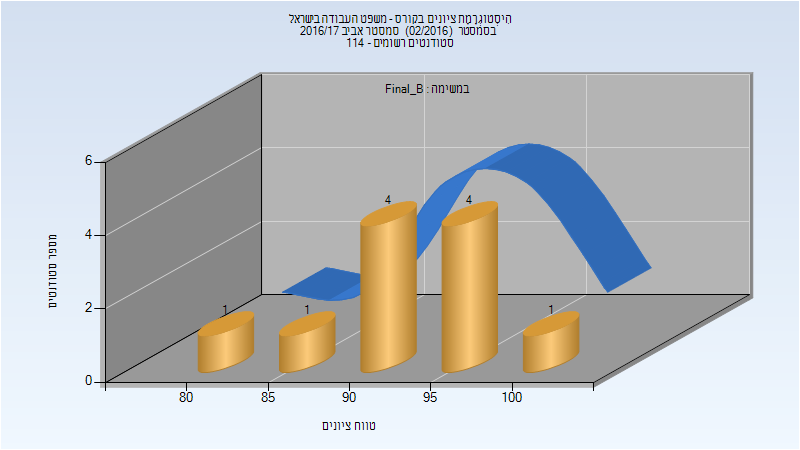 היסטוגרמת ציונים בקורס - משפט העבודה בישראל
בסמסטר (02/2016) סמסטר אביב 2016/17
סטודנטים רשומים - 114
במשימה : Final_B
מספר סטודנטים
6
4
2
0
1
1
4
4
1
80
85
90
95
100
טווח ציונים